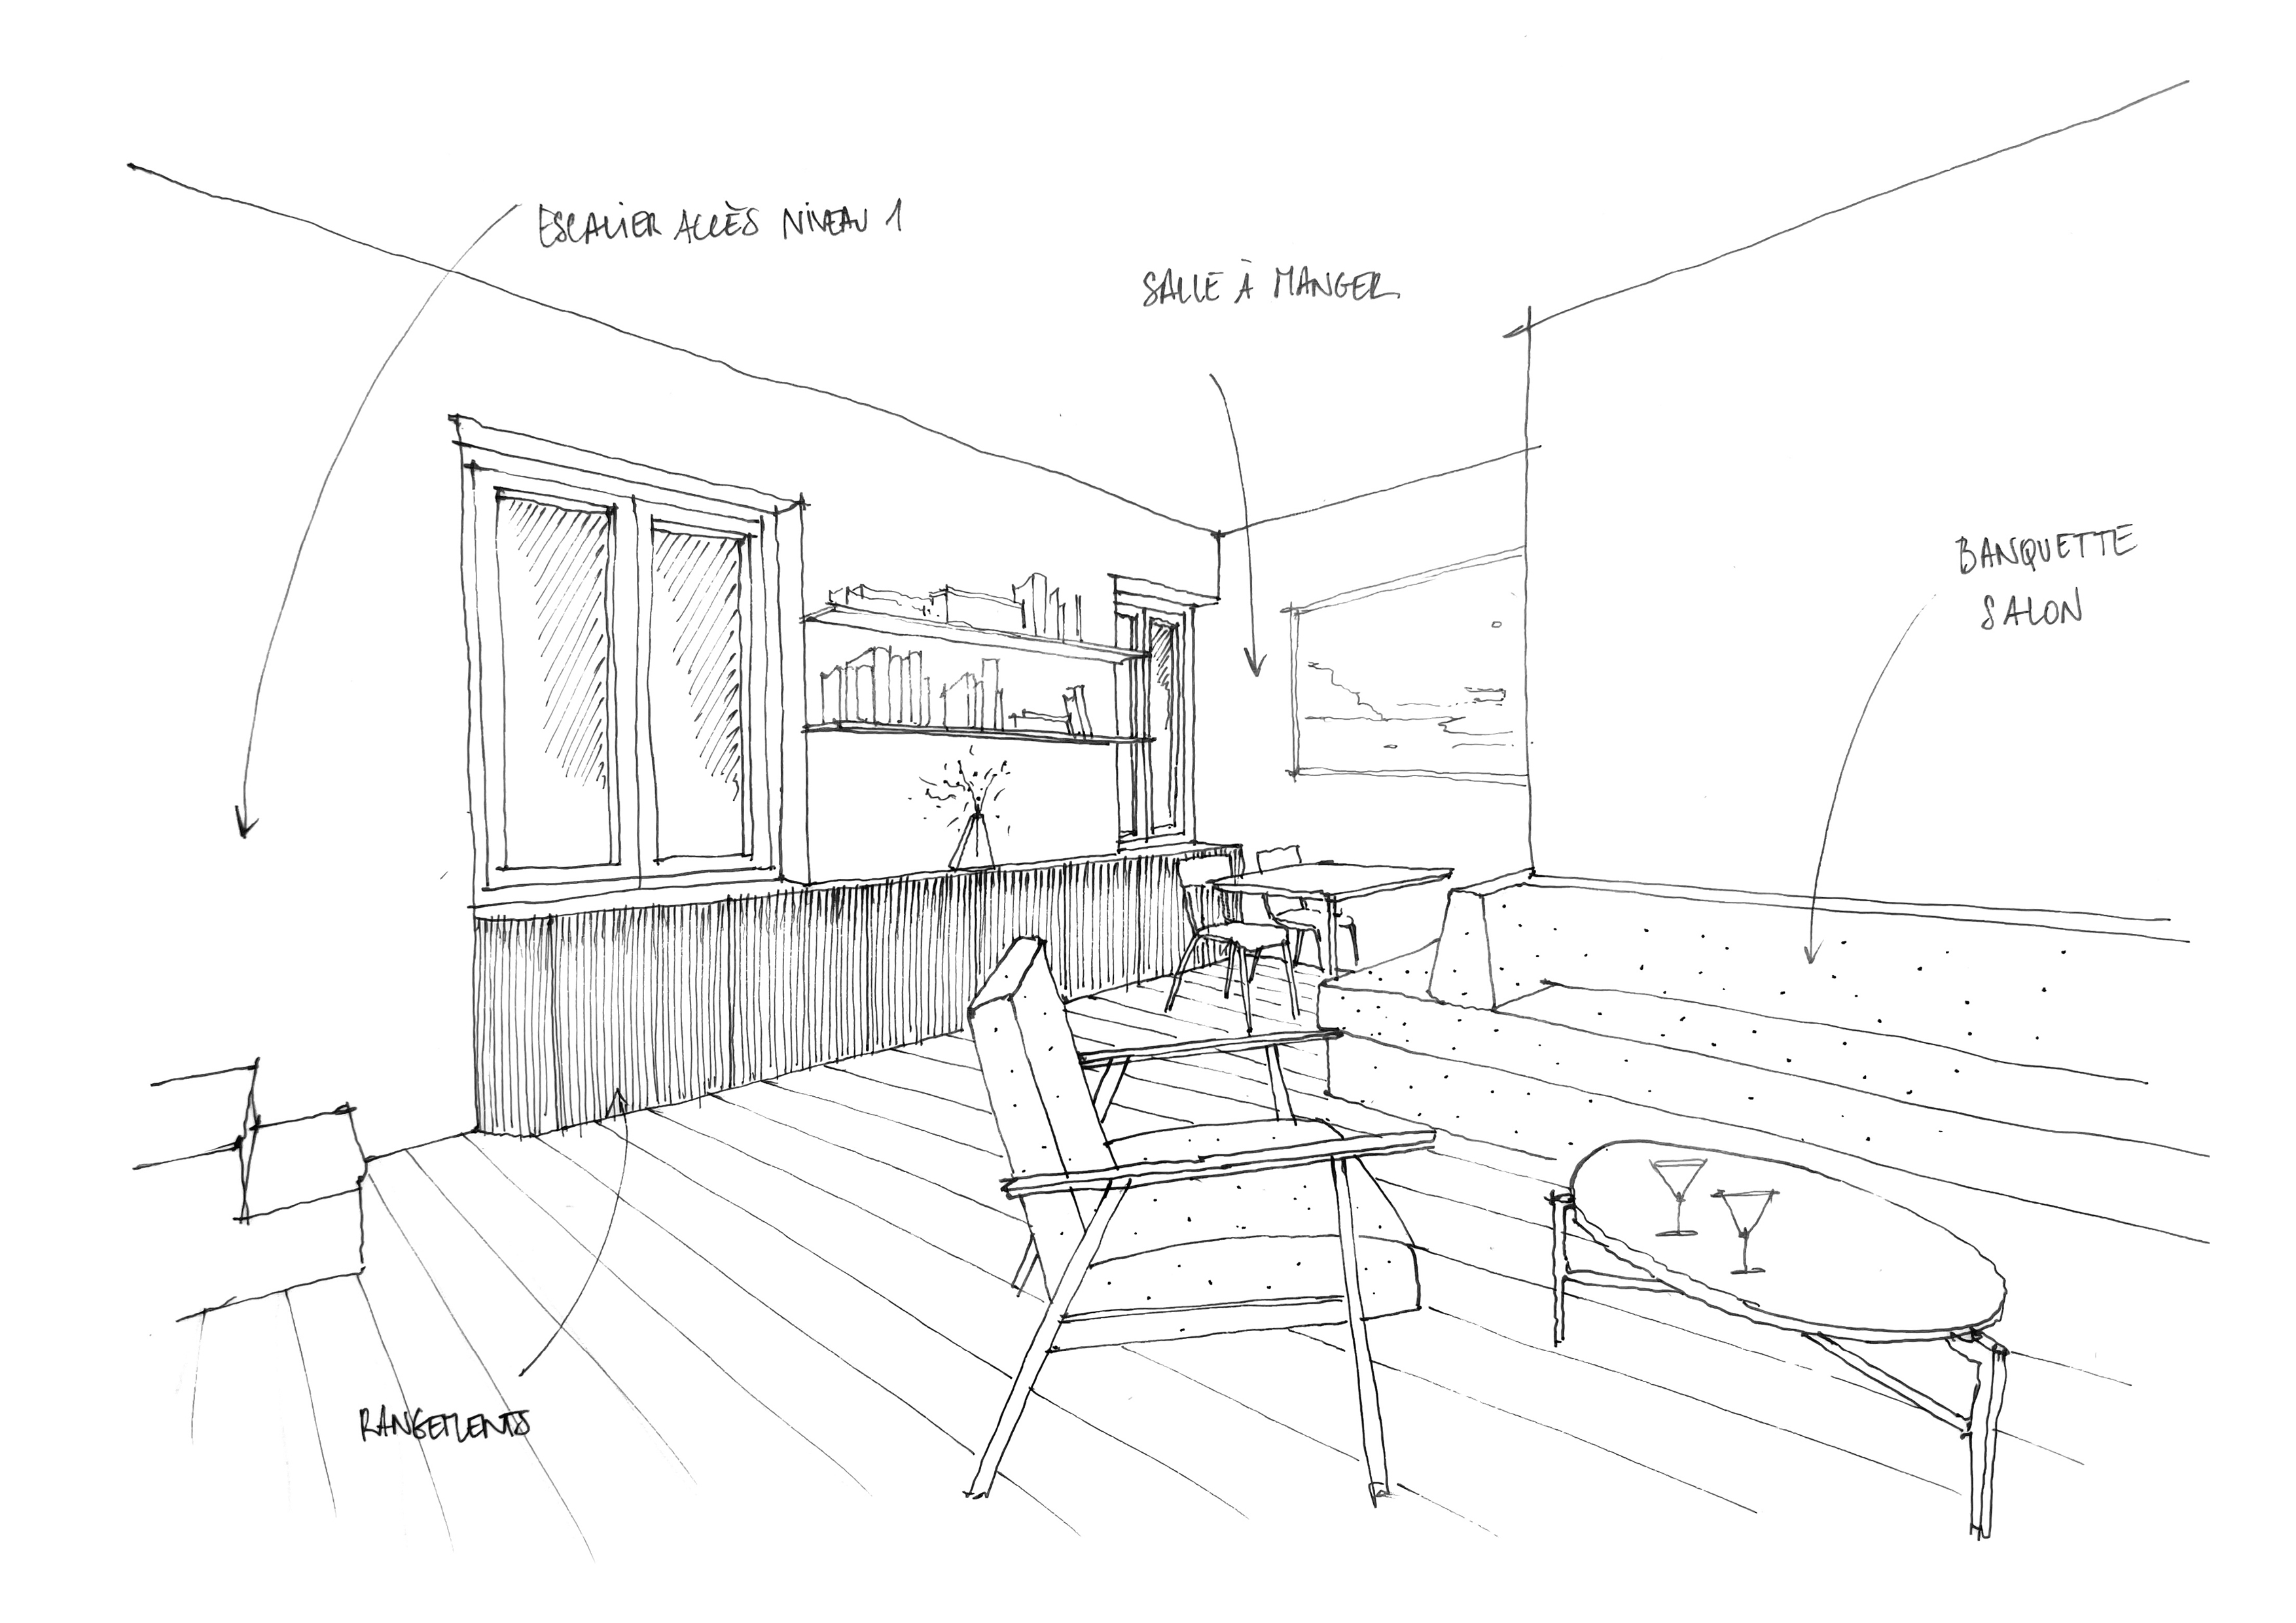 ESCALIER ACCÈS NIVEAU 1
SALLE À MANGER
BANQUETTE
SALON
RANGEMENTS